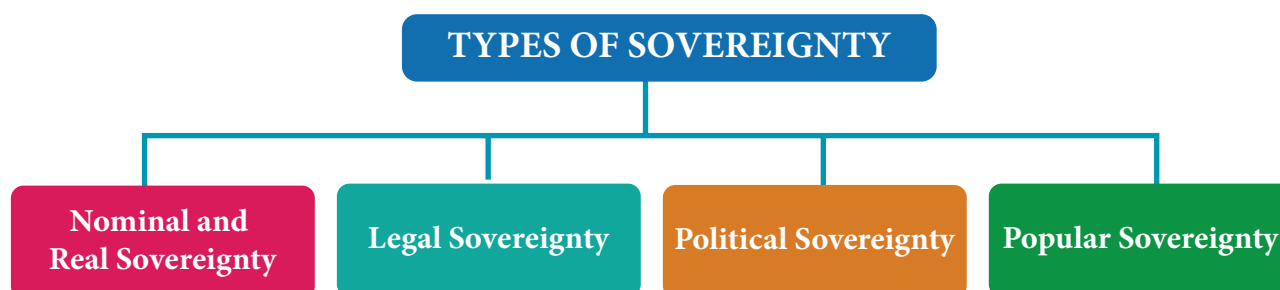 TYPES OF SOVEREIGNTY
Nominal and
Real Sovereignty
Legal Sovereignty
Political Sovereignty
Popular Sovereignty